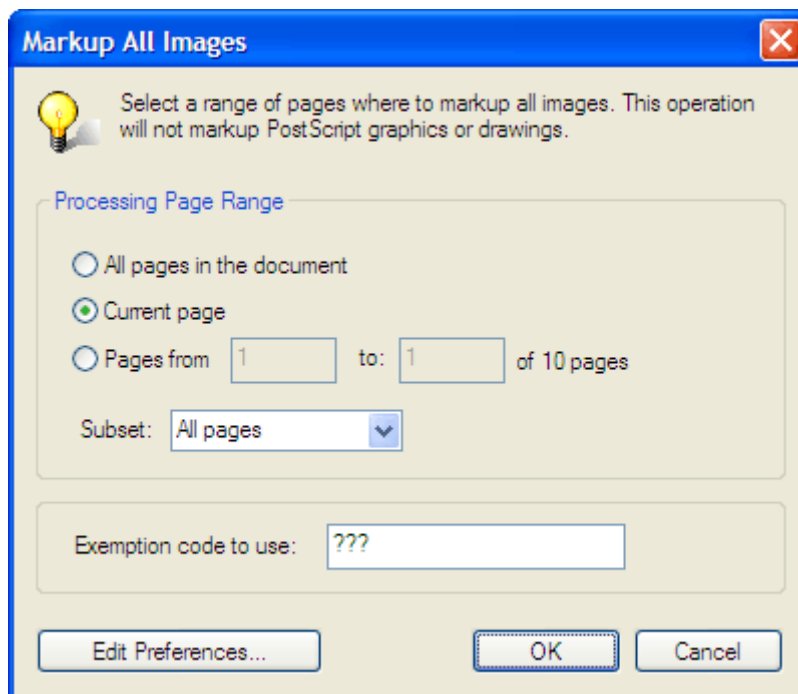 Markup All Images
Select a range of pages where to markup all images. This operation
will not markup PostScript graphics or drawings.
Processing Page Range
All pages in the document
Current page
Pages from 1 to: 1 of 10 pages
Subset: All pages
Exemption code to use: ???
Edit Preferences... OK Cancel